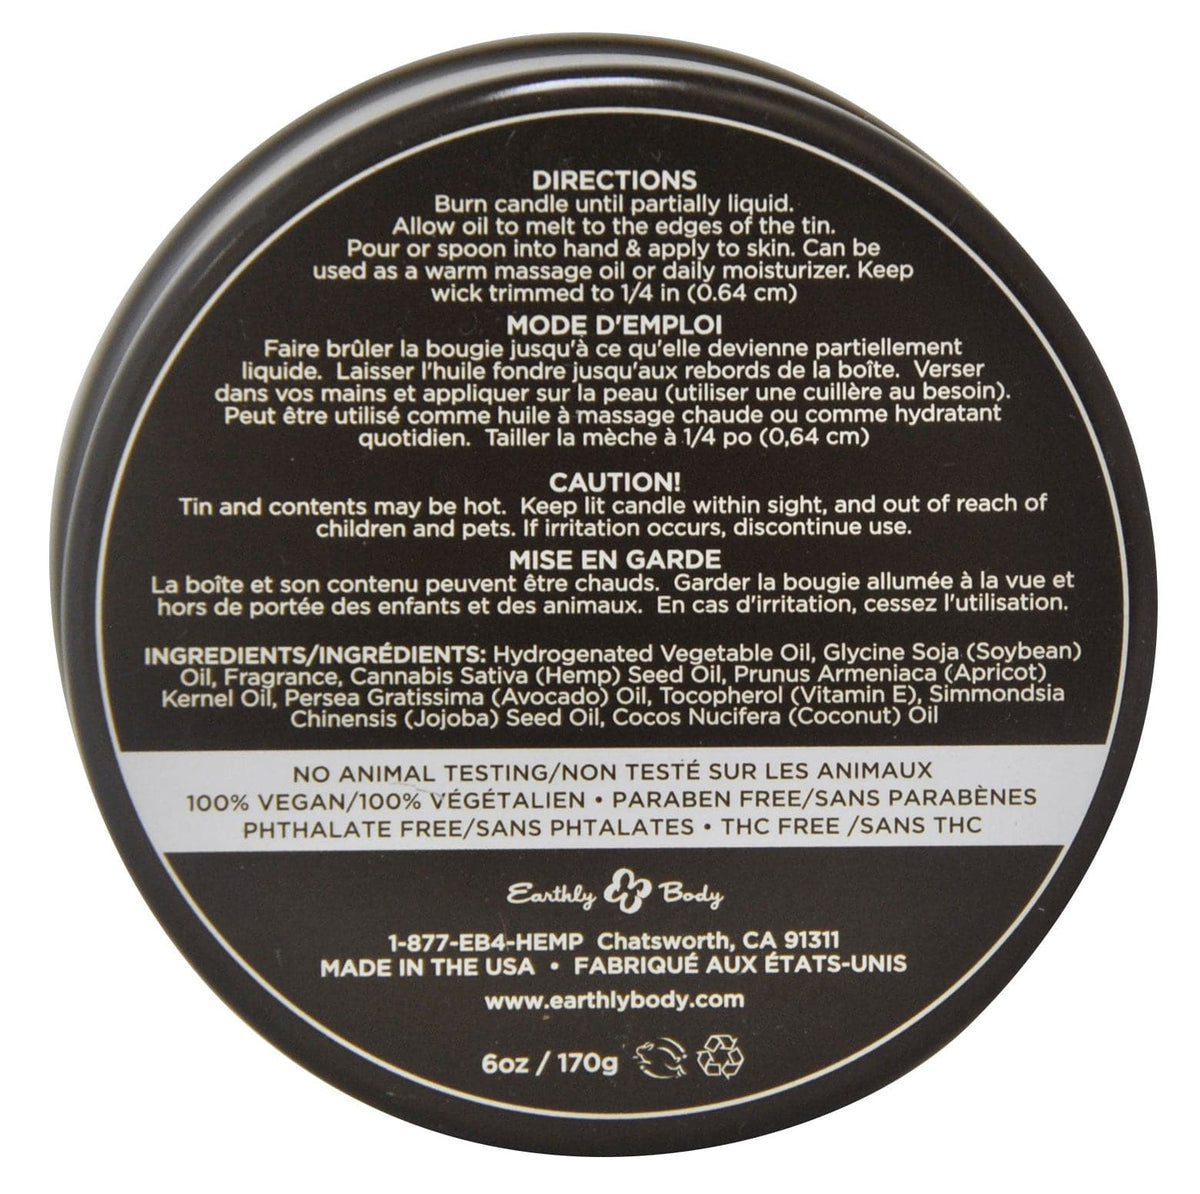 DIRECTIONS
Burn candle until partially liquid.
Allow oil to melt to the edges of the tin.
Pour or spoon into hand & apply to skin. Can be
used as a warm massage oil or daily moisturizer. Keep
wick trimmed to 1/4 in (0.64 cm)
MODE D'EMPLOI
Faire brûler la bougie jusqu'à ce qu'elle devienne partiellement
liquide. Laisser l'huile fondre jusqu'aux rebords de la boîte. Verser
dans vos mains et appliquer sur la peau (utiliser une cuillère au besoin).
Peut être utilisé comme huile à massage chaude ou comme hydratant
quotidien. Tailler la mèche à 1/4 po (0,64 cm)
CAUTION!
Tin and contents may be hot. Keep lit candle within sight, and out of reach of
children and pets. If irritation occurs, discontinue use.
MISE EN GARDE
La boîte et son contenu peuvent être chauds. Garder la bougie allumée à la vue et
hors de portée des enfants et des animaux. En cas d'irritation, cessez l'utilisation.
INGREDIENTS/INGRÉDIENTS: Hydrogenated Vegetable Oil, Glycine Soja (Soybean)
Oil, Fragrance, Cannabis Sativa (Hemp) Seed Oil, Prunus Armeniaca (Apricot)
Kernel Oil, Persea Gratissima (Avocado) Oil, Tocopherol (Vitamin E), Simmondsia
Chinensis (Jojoba) Seed Oil, Cocos Nucifera (Coconut) Oil
NO ANIMAL TESTING/NON TESTÉ SUR LES ANIMAUX
100% VEGAN/100% VÉGÉTALIEN • PARABEN FREE/SANS PARABÈNES
PHTHALATE FREE/SANS PHTALATES • THC FREE /SANS THC
Earthly Body
1-877-EB4-HEMP Chatsworth, CA 91311
MADE IN THE USA • FABRIQUÉ AUX ÉTATS-UNIS
www.earthlybody.com
6oz / 170g